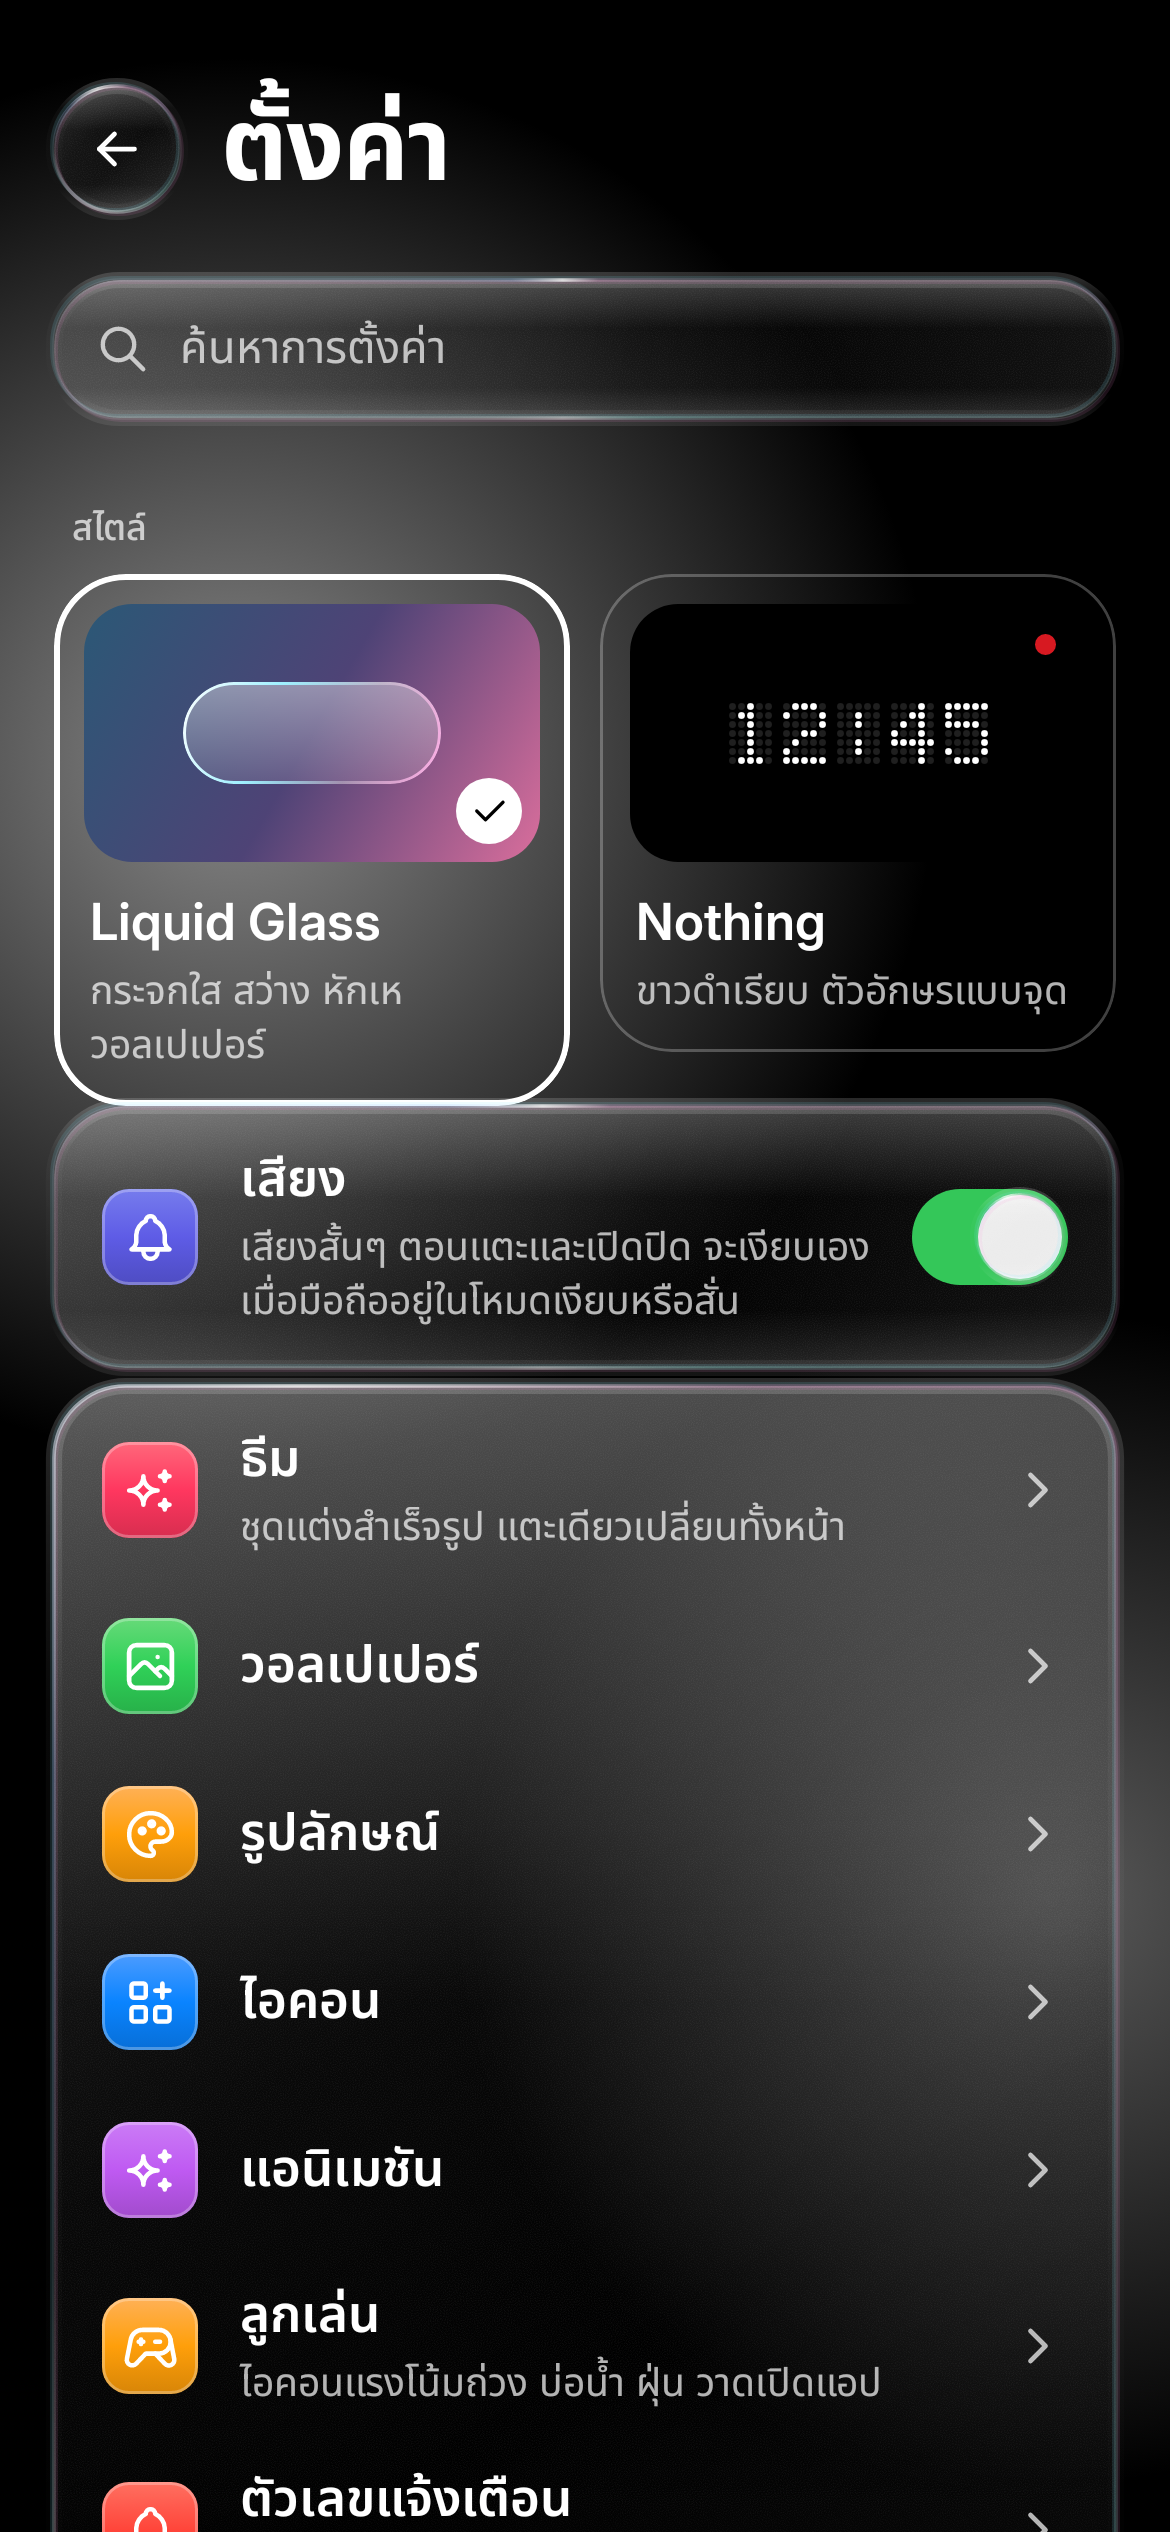 ตั้งค่า
ค้นหาการตั้งค่า
สไตล์
12:45
Liquid Glass
กระจกใส สว่าง หักเห
วอลเปเปอร์
Nothing
ขาวดำเรียบ ตัวอักษรแบบจุด
เสียง
เสียงสั้นๆ ตอนแตะและเปิดปิด จะเงียบเอง
เมื่อมือถืออยู่ในโหมดเงียบหรือสั่น
ธีม
ชุดแต่งสำเร็จรูป แตะเดียวเปลี่ยนทั้งหน้า
วอลเปเปอร์
รูปลักษณ์
ไอคอน
แอนิเมชัน
ลูกเล่น
ไอคอนแรงโน้มถ่วง บ่อน้ำ ฝุ่น วาดเปิดแอป
ตัวเลขแจ้งเตือน